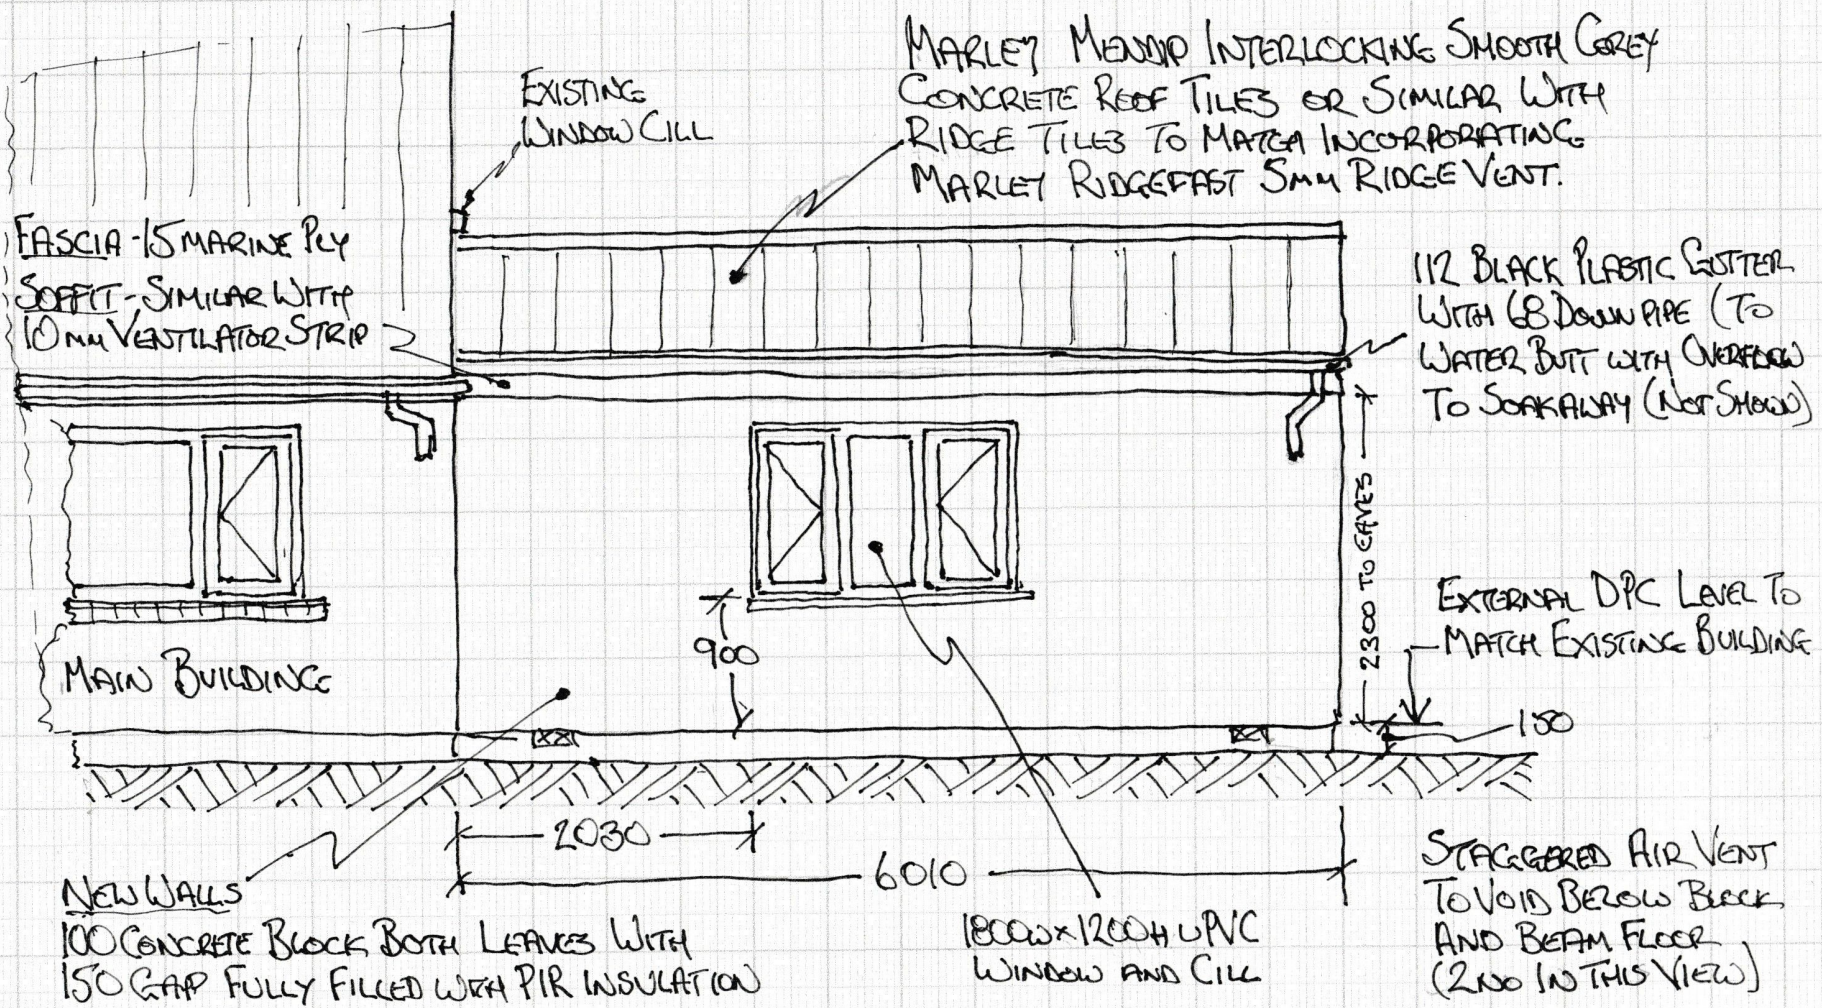 MARLEY MENDIP INTERLOCKING SMOOTH GREY
CONCRETE ROOF TILES OR SIMILAR WITH
RIDGE TILES TO MATCH INCORPORATING
MARLEY RIDGEFAST 5MM RIDGE VENT.
EXISTING
WINDOW CILL
FASCIA - 15 MARINE PLY
SOFFIT - SIMILAR WITH
10MM VENTILATOR STRIP
112 BLACK PLASTIC GUTTER
WITH 68 DOWNPIPE (TO
WATER BUTT WITH OVERFLOW
TO SOAKAWAY (NOT SHOWN)
2300 TO EAVES
EXTERNAL DPC LEVEL TO
MATCH EXISTING BUILDING
900
MAIN BUILDING
150
2030
6010
NEW WALLS
100 CONCRETE BLOCK BOTH LEAVES WITH
150 GAP FULLY FILLED WITH PIR INSULATION
1800W x 1200H uPVC
WINDOW AND CILL
STAGGERED AIR VENT
TO VOID BELOW BLOCK
AND BEAM FLOOR
(2NO IN THIS VIEW)